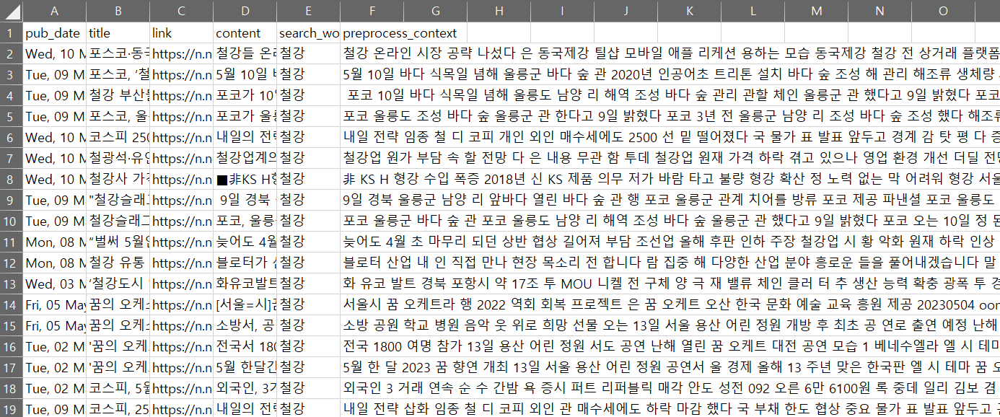 A B C D E F G H I J K L M N O
1 pub_date title link content search_wo preprocess_context
2 Wed, 10 M 포스코·동국 https://n.n 철강들 온라 철강 철강 온라인 시장 공략 나섰다 은 동국제강 틸샵 모바일 애플 리케션 용하는 모습 동국제강 철강 전 상거래 플랫폼
3 Tue, 09 M 포스코, ‘철 https://n.n 5월 10일 바 철강 5월 10일 바다 식목일 념해 울릉군 바다 숲 관 2020년 인공어초 트리톤 설치 바다 숲 조성 해 관리 해조류 생체량
4 Tue, 09 M 철강 부산물 https://n.n 포코가 10일 철강 포코 10일 바다 식목일 념해 울릉도 남양 리 해역 조성 바다 숲 관리 관할 체인 울릉군 관 했다고 9일 밝혔다 포코
5 Tue, 09 M 포스코, 울 https://n.n 포코가 울릉 철강 포코 울릉도 조성 바다 숲 울릉군 관 한다고 9일 밝혔다 포코 3년 전 울릉군 남양 리 조성 바다 숲 조성 했다 해조류
6 Wed, 10 M 코스피 250 https://n.n 내일의 전략 철강 내일 전략 임종 철 디 코피 개인 외인 매수세에도 2500 선 밑 떨어졌다 국 물가 표 발표 앞두고 경계 감 탓 평 다 증
7 Wed, 10 M 철광석·유연 https://n.n 철강업계의 철강 철강업 원가 부담 속 할 전망 다 은 내용 무관 함 투데 철강업 원재 가격 하락 겪고 있으나 영업 환경 개선 더딜 전망
8 Wed, 10 M 철강사 가격 https://n.n ■非KS H형 철강 非 KS H 형강 수입 폭증 2018년 신 KS 제품 의무 저가 바람 타고 불량 형강 확산 정 노력 없는 막 어려워 형강 서울
9 Tue, 09 M "철강슬래그 https://n.n 9일 경북 철강 9일 경북 울릉군 남양 리 앞바다 열린 바다 숲 관 행 포코 울릉군 관계 치어를 방류 포코 제공 파낸셜 포코 울릉도
10 Tue, 09 M 철강슬래그 https://n.n 포코, 울릉 철강 포코 울릉군 바다 숲 관 포코 울릉도 남양 리 해역 조성 바다 숲 울릉군 관 했다고 9일 밝혔다 포코 오는 10일 정 된
11 Mon, 08 M “벌써 5월인 https://n.n 늦어도 4월 철강 늦어도 4월 초 마무리 되던 상반 협상 길어져 부담 조선업 올해 후판 인하 주장 철강업 시 황 악화 원재 하락 인상
12 Mon, 08 M 철강 유통 https://n.n 블로터가 철강 블로터 산업 내 인 직접 만나 현장 목소리 전 합니다 람 집중 해 다양한 산업 분야 흥로운 들을 풀어내겠습니다 말
13 Wed, 03 M ‘철강도시 https://n.n 화유코발트 철강 화 유코 발트 경북 포항시 약 17조 투 MOU 니켈 전 구체 양 극 재 밸류 체인 클러 터 추 생산 능력 확충 광폭 투 경
14 Fri, 05 May 꿈의 오케스 https://n.n [서울=시]꿈 철강 서울시 꿈 오케트라 행 2022 역회 회복 프로젝트 은 꿈 오케트 오산 한국 문화 예술 교육 흥원 제공 20230504 oon
15 Fri, 05 May 꿈의 오케스 https://n.n 소방서, 공 철강 소방 공원 학교 병원 음악 웃 위로 희망 선물 오는 13일 서울 용산 어린 정원 개방 후 최초 공 연로 출연 예정 난해
16 Tue, 02 M '꿈의 오케 https://n.n 전국서 180 철강 전국 1800 여명 참가 13일 용산 어린 정원 서도 공연 난해 열린 꿈 오케트 대전 공연 모습 1 베네수엘라 엘 시 테마
17 Tue, 02 M '꿈의 오케 https://n.n 5월 한달간 철강 5월 한 달 2023 꿈 향연 개최 13일 서울 용산 어린 정원 공연서 울 경제 올해 13 주년 맞은 한국판 엘 시 테마 꿈 오
18 Tue, 02 M 코스피, 5월 https://n.n 외국인, 3거 철강 외국인 3 거래 연속 순 수 간밤 욕 증시 퍼트 리퍼블릭 매각 안도 성전 092 오른 6만 6100원 록 중데 일리 김보 겸
19 Tue, 09 M 코스피, 25 https://n.n 내일의 전략 철강 내일 전략 삽화 임종 철 디 코피 외인 관 매수세에도 하락 마감 했다 국 부채 한도 협상 중요 물가 표 발표 앞두고